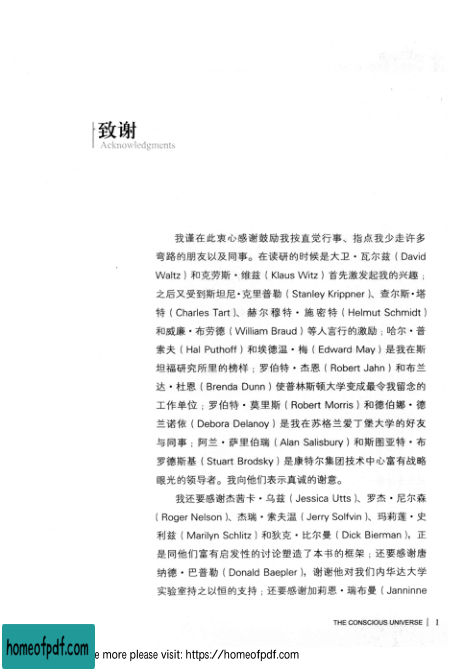 致谢
Acknowledgments
我谨在此衷心感谢鼓励我按直觉行事、指点我少走许多
弯路的朋友以及同事。在读研的时候是大卫·瓦尔兹（David
Waltz）和克劳斯·维兹（Klaus Witz）首先激发起我的兴趣；
之后又受到斯坦尼·克里普勒（Stanley Krippner）、查尔斯·塔
特（Charles Tart）、赫尔穆特·施密特（Helmut Schmidt）
和威廉·布劳德（William Braud）等人言行的激励；哈尔·普
索夫（Hal Puthoff）和埃德温·梅（Edward May）是我在斯
坦福研究所里的榜样；罗伯特·杰恩（Robert Jahn）和布兰
达·杜恩（Brenda Dunn）使普林斯顿大学变成最令我留念的
工作单位；罗伯特·莫里斯（Robert Morris）和德伯娜·德
兰诺依（Debora Delanoy）是我在苏格兰爱丁堡大学的好友
与同事；阿兰·萨里伯瑞（Alan Salisbury）和斯图亚特·布
罗德斯基（Stuart Brodsky）是康特尔集团技术中心富有战略
眼光的领导者。我向他们表示真诚的谢意。
我还要感谢杰茜卡·乌兹（Jessica Utts）、罗杰·尼尔森
（Roger Nelson）、杰瑞·索夫温（Jerry Solfvin）、玛莉莲·史
利兹（Marilyn Schlitz）和狄克·比尔曼（Dick Bierman），正
是同他们富有启发性的讨论塑造了本书的框架；还要感谢唐
纳德·巴普勒（Donald Baepler），谢谢他对我们内华达大学
实验室持之以恒的支持；还要感谢加莉恩·瑞布曼（Janninne
THE CONSCIOUS UNIVERSE | 1
homeofpdf.com
e more please visit: https://homeofpdf.com